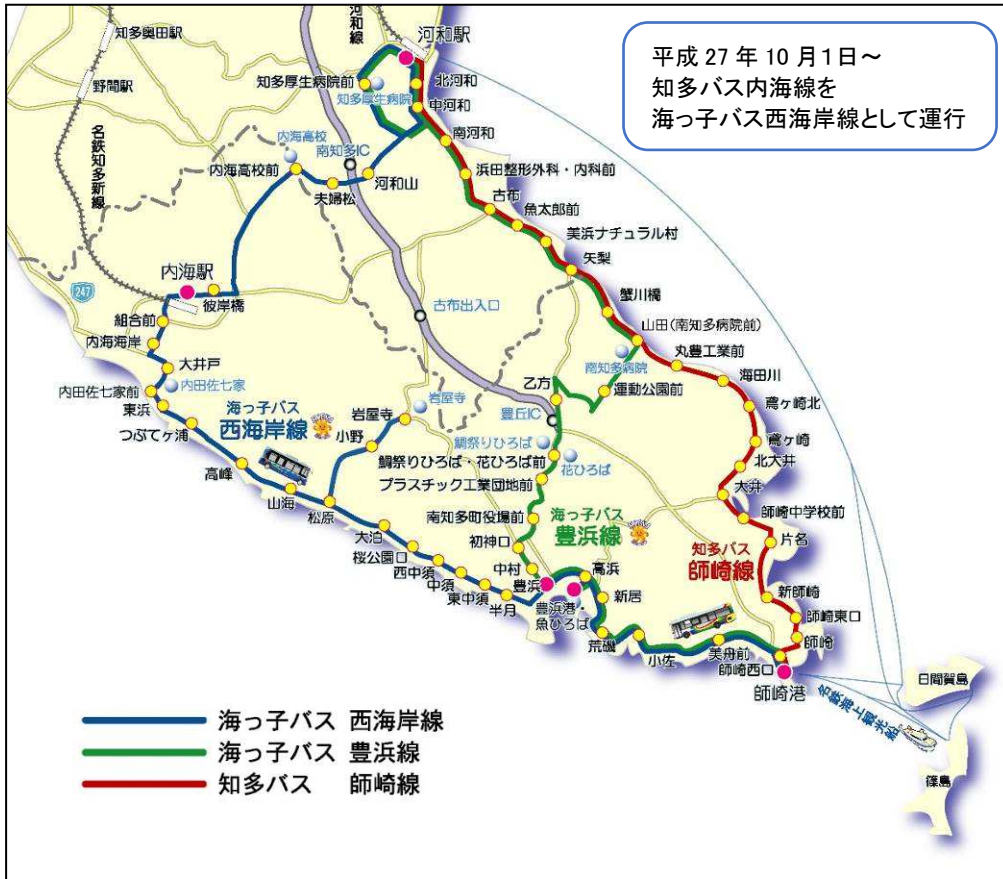 平成 27 年 10 月１日～
知多バス内海線を
海っ子バス西海岸線として運行
知多奥田駅
河和線
河和駅
野間駅
知多厚生病院前
知多厚生病院
北河和
中河和
名鉄知多新線
内海高校
南知多IC
内海高校前
夫婦松
河和山
南河和
浜田整形外科・内科前
古布
魚太郎前
美浜ナチュラル村
矢梨
247
内海駅
彼岸橋
古布出入口
蟹川橋
組合前
内海海岸
山田(南知多病院前)
丸豊工業前
大井戸
南知多病院
海田川
内田佐七家前
内田佐七家
乙方
運動公園前
鳶ヶ崎北
東浜
海っ子バス
西海岸線
岩屋寺
岩屋寺
豊丘IC
つぶてヶ浦
小野
鯛祭りひろば
鳶ヶ崎
鯛祭りひろば・花ひろば前
花ひろば
北大井
高峰
プラスチック工業団地前
大井
山海
松原
南知多町役場前
海っ子バス
豊浜線
師崎中学校前
大泊
初神口
知多バス
師崎線
片名
桜公園口
西中須
中村
高浜
中須
豊浜
新師崎
東中須
新居
半月
豊浜港・
魚ひろば
師崎東口
荒磯
師崎
小佐
美舟前
師崎西口
師崎港
日間賀島
名鉄海上観光船
篠島
海っ子バス 西海岸線
海っ子バス 豊浜線
知多バス 師崎線